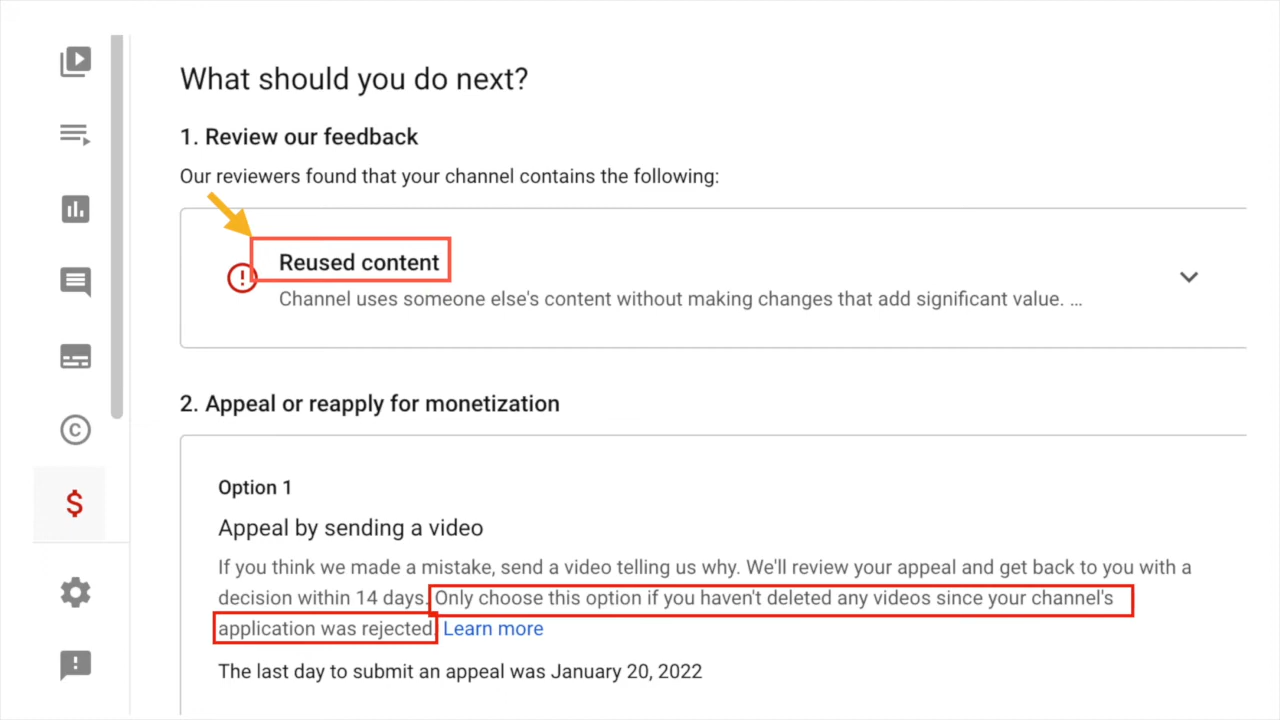 What should you do next?
1. Review our feedback
Our reviewers found that your channel contains the following:
Reused content
Channel uses someone else's content without making changes that add significant value. ...
2. Appeal or reapply for monetization
Option 1
Appeal by sending a video
If you think we made a mistake, send a video telling us why. We'll review your appeal and get back to you with a
decision within 14 days. Only choose this option if you haven't deleted any videos since your channel's
application was rejected. Learn more
The last day to submit an appeal was January 20, 2022